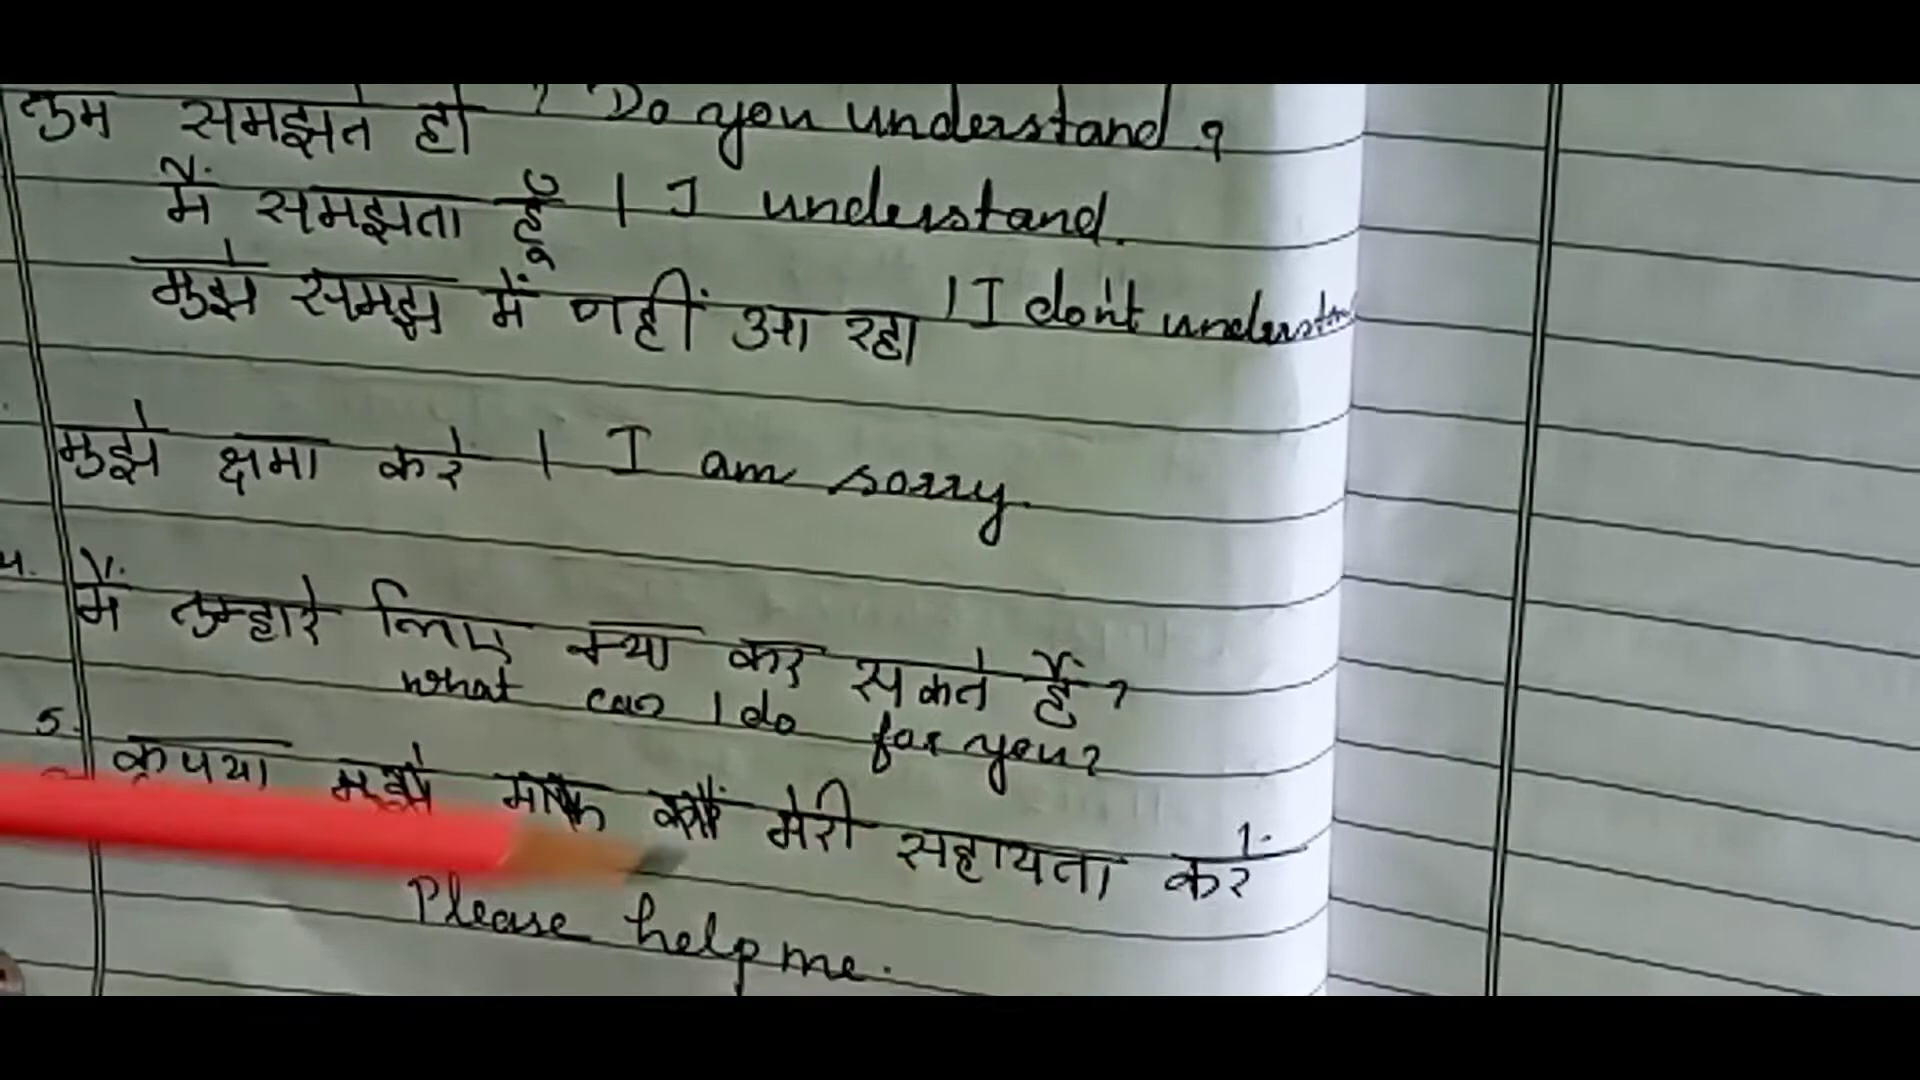 तुम समझते हो ? Do you understand ?
मैं समझता हूँ । I understand.
मुझे समझ में नहीं आ रहा । I don't
मुझे क्षमा करे । I am sorry.
4. मैं तुम्हारे लिए क्या कर सकते हैं ?
what can I do for you?
5. कृपया मुझे मेरी सहायता करें
Please help me.